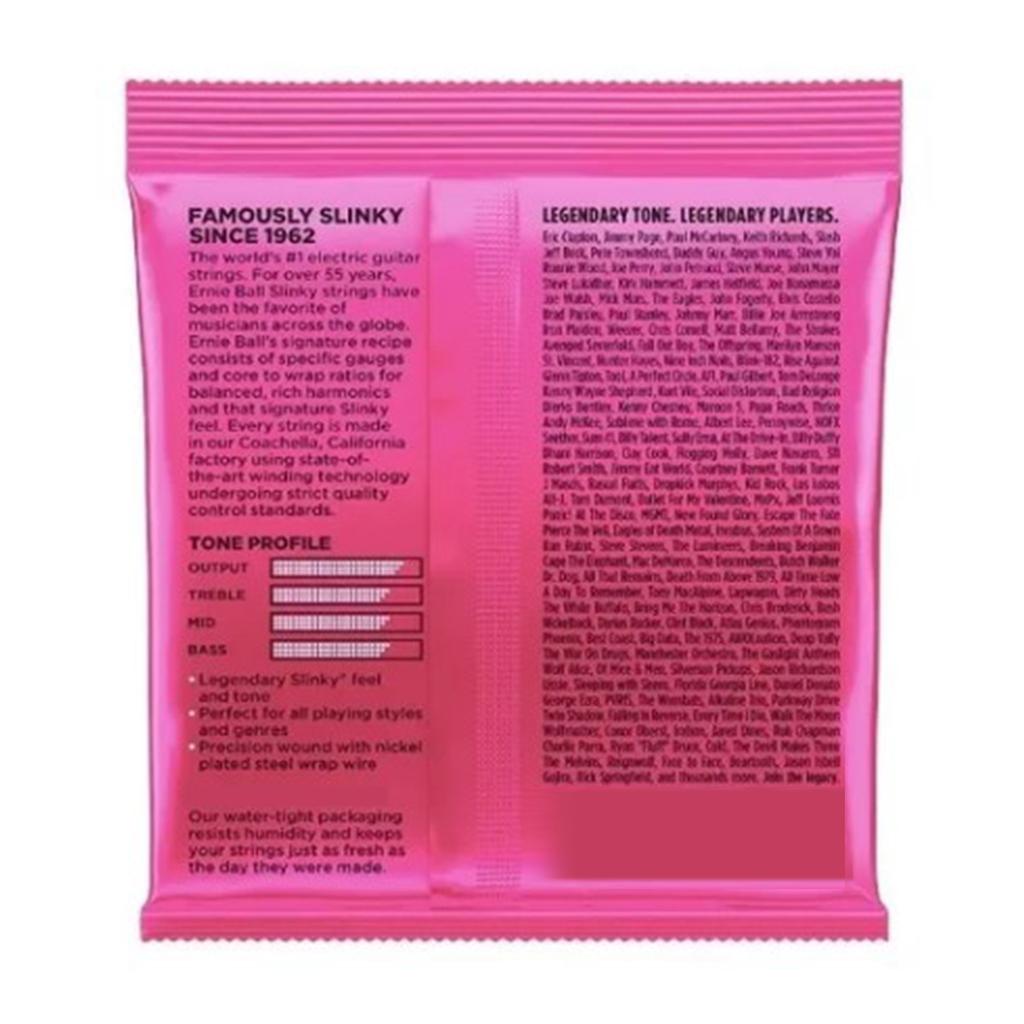 FAMOUSLY SLINKY
SINCE 1962
The world's #1 electric guitar
strings. For over 55 years,
Ernie Ball Slinky strings have
been the favorite of
musicians across the globe.
Ernie Ball's signature recipe
consists of specific gauges
and core to wrap ratios for
balanced, rich harmonics
and that signature Slinky
feel. Every string is made
in our Coachella, California
factory using state-of-
the-art winding technology
undergoing strict quality
control standards.
TONE PROFILE
OUTPUT
TREBLE
MID
BASS
• Legendary Slinky® feel
and tone
• Perfect for all playing styles
and genres
• Precision wound with nickel
plated steel wrap wire
Our water-tight packaging
resists humidity and keeps
your strings just as fresh as
the day they were made.
LEGENDARY TONE. LEGENDARY PLAYERS.
Eric Clapton, Jimmy Page, Paul McCartney, Keith Richards, Slash
Jeff Beck, Pete Townshend, Buddy Guy, Angus Young, Steve Vai
Ronnie Wood, Joe Perry, John Petrucci, Steve Morse, John Mayer
Steve Lukather, Kirk Hammett, James Hetfield, Joe Bonamassa
Joe Walsh, Mick Mars, The Eagles, John Fogerty, Elvis Costello
Brad Paisley, Paul Stanley, Johnny Marr, Billie Joe Armstrong
Iron Maiden, Weezer, Chris Cornell, Matt Bellamy, The Strokes
Avenged Sevenfold, Fall Out Boy, The Offspring, Marilyn Manson
St. Vincent, Hunter Hayes, Nine Inch Nails, Blink-182, Rise Against
Glenn Tipton, Tool, A Perfect Circle, AFI, Paul Gilbert, Tom DeLonge
Kenny Wayne Shepherd, Kurt Vile, Social Distortion, Bad Religion
Dierks Bentley, Kenny Chesney, Maroon 5, Papa Roach, Thrice
Andy McKee, Sublime with Rome, Albert Lee, Pennywise, NOFX
Seether, Sum 41, Billy Talent, Sully Erna, At The Drive-In, Billy Duffy
Dhani Harrison, Clay Cook, Flogging Molly, Dave Navarro, 311
Robert Smith, Jimmy Eat World, Courtney Barnett, Frank Turner
J Mascis, Rascal Flatts, Dropkick Murphys, Kid Rock, Los Lobos
Alt-J, Tom Dumont, Bullet For My Valentine, MxPx, Jeff Loomis
Panic! At The Disco, MGMT, New Found Glory, Escape The Fate
Pierce The Veil, Eagles of Death Metal, Incubus, System Of A Down
Steve Stevens, The Lumineers, Breaking Benjamin
Cage The Elephant, Mac DeMarco, The Descendents, Butch Walker
Dr. Dog, All That Remains, Death From Above 1979, All Time Low
A Day To Remember, Tony MacAlpine, Lagwagon, Dirty Heads
The White Buffalo, Bring Me The Horizon, Chris Broderick, Bush
Nickelback, Darius Rucker, Clint Black, Atlas Genius, Phantogram
Phoenix, Best Coast, Big Data, The 1975, AWOLnation, Deap Vally
The War On Drugs, Manchester Orchestra, The Gaslight Anthem
Wolf Alice, Of Mice & Men, Silversun Pickups, Jason Richardson
Lissie, Sleeping with Sirens, Florida Georgia Line, Daniel Donato
George Ezra, PVRIS, The Wombats, Alkaline Trio, Parkway Drive
Twin Shadow, Falling in Reverse, Every Time I Die, Walk The Moon
Wolfmother, Conor Oberst, Jared Dines, Rob Chapman
Charlie Parra, Ryan "Fluff" Bruce, Cold, The Devil Makes Three
The Melvins, Reignwolf, Face to Face, Beartooth, Jason Isbell
Gojira, Rick Springfield, and thousands more. Join the legacy.